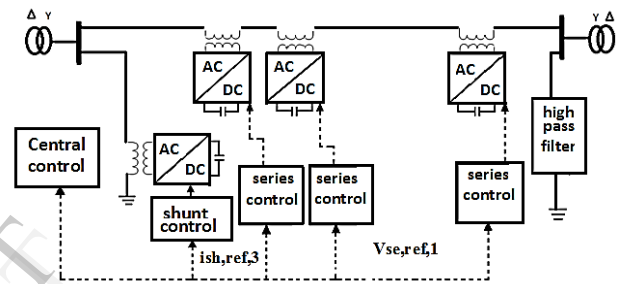 Δ Y
Y Δ
AC
DC
AC
DC
AC
DC
high
pass
filter
Central
control
AC
DC
series
control
series
control
series
control
shunt
control
ish,ref,3
Vse,ref,1